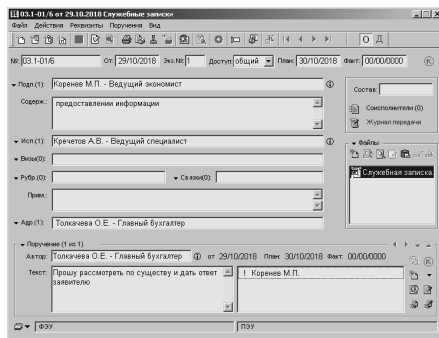 03.1-01/6 от 29.10.2018 Служебные записки
Файл Действия Реквизиты Поручения Вид
О Д
№: 03.1-01/6 От: 29/10/2018 Экз.№: 1 Доступ: общий План: 30/10/2018 Факт: 00/00/0000 (К)
Подп.(1): Коренев М.П. - Ведущий экономист
Состав:
Содерж.: предоставлении информации
Соисполнители (0)
Журнал передачи
Исп.(1): Кречетов А.В. - Ведущий специалист
Файлы
Визы(0):
Рубр.(0): Связки(0):
Служебная записка.
Прим.:
Адр.(1): Толкачева О.Е. - Главный бухгалтер
Поручение (1 из 1)
Автор: Толкачева О.Е. - Главный бухгалтер от 29/10/2018 План: 30/10/2018 Факт: 00/00/0000
Текст: Прошу рассмотреть по существу и дать ответ заявителю
! Коренев М.П.
ФЭУ ПЭУ